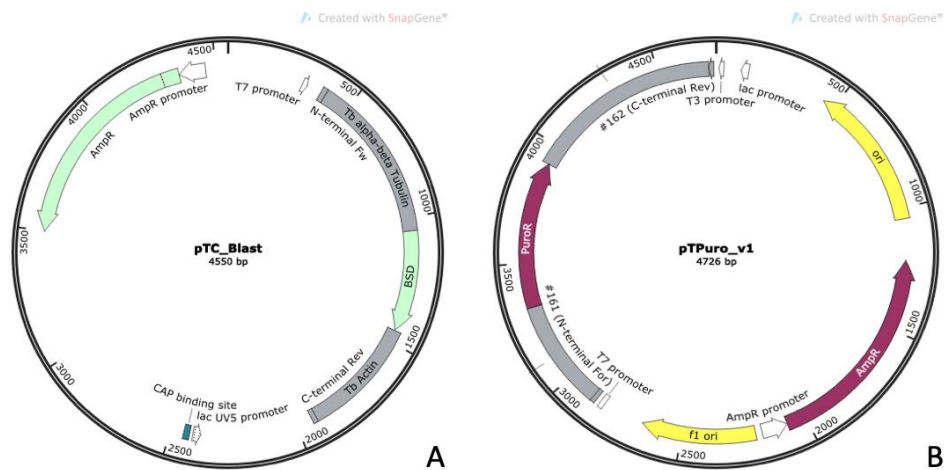 Created with SnapGene®
4500
500
1000
1500
2000
2500
3000
3500
4000
T7 promoter
N-terminal Fw
Tb alpha-beta Tubulin
BSD
Tb Actin
C-terminal Rev
lac UV5 promoter
CAP binding site
AmpR
AmpR promoter
pTC_Blast
4550 bp
A
Created with SnapGene®
4500
500
1000
1500
2000
2500
3000
3500
4000
T3 promoter
lac promoter
ori
AmpR
AmpR promoter
f1 ori
T7 promoter
#161 (N-terminal For)
PuroR
#162 (C-terminal Rev)
pTPuro_v1
4726 bp
B